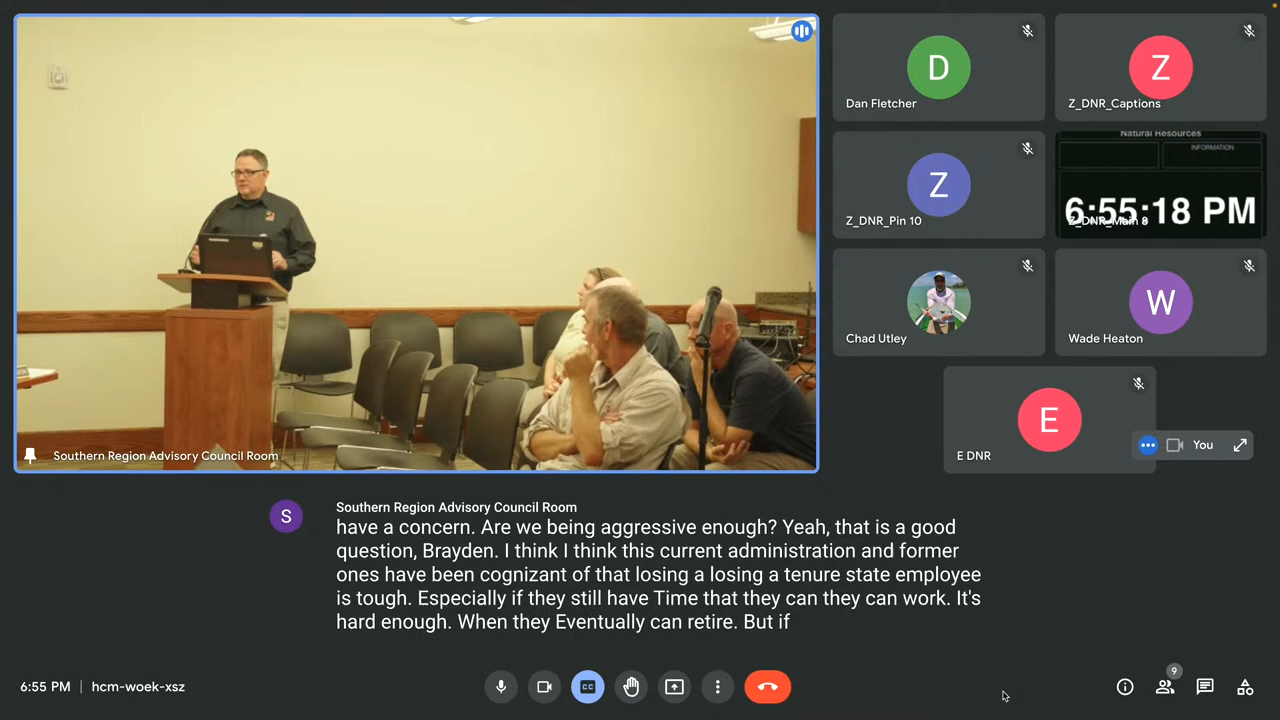 D
Dan Fletcher
Z
Z_DNR_Captions
Z
Z_DNR_Pin 10
Natural Resources
INFORMATION
6:55:18 PM
Z_DNR_Main 8
Chad Utley
W
Wade Heaton
E
E DNR
You
Southern Region Advisory Council Room
S
Southern Region Advisory Council Room
have a concern. Are we being aggressive enough? Yeah, that is a good
question, Brayden. I think I think this current administration and former
ones have been cognizant of that losing a losing a tenure state employee
is tough. Especially if they still have Time that they can they can work. It's
hard enough. When they Eventually can retire. But if
6:55 PM | hcm-woek-xsz
CC
9